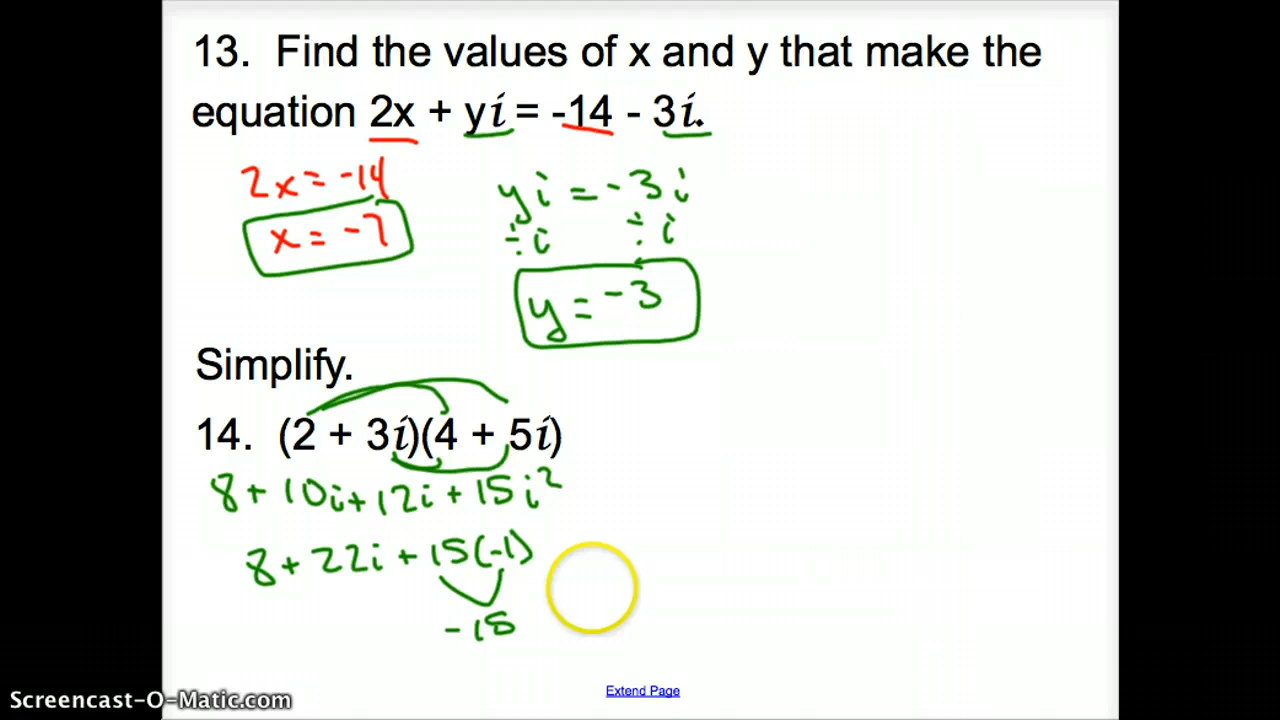 13. Find the values of x and y that make the
equation 2x + yi = -14 - 3i.
2x = -14
x = -7
yi = -3i
÷i ÷i
y = -3
Simplify.
14. (2 + 3i)(4 + 5i)
8 + 10i + 12i + 15i²
8 + 22i + 15(-1)
-15
Extend Page
Screencast-O-Matic.com